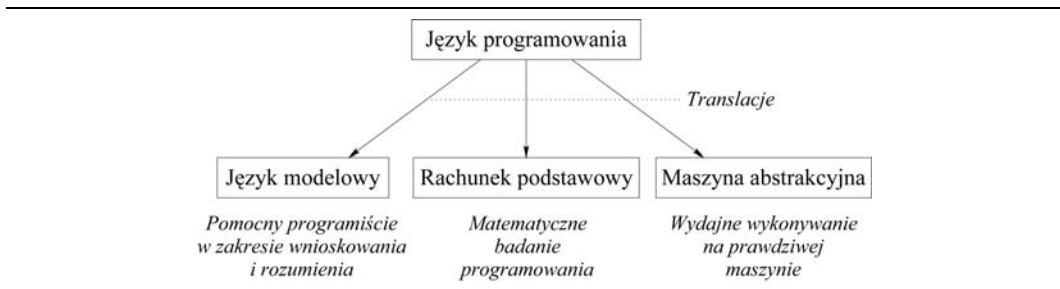 Język programowania
Translacje
Język modelowy
Rachunek podstawowy
Maszyna abstrakcyjna
Pomocny programiście
w zakresie wnioskowania
i rozumienia
Matematyczne
badanie
programowania
Wydajne wykonywanie
na prawdziwej
maszynie